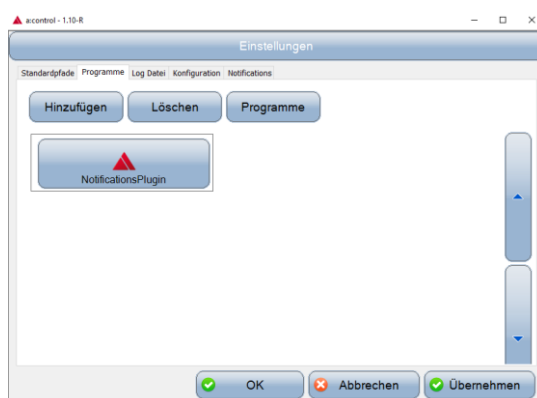 a:control - 1.10-R
Einstellungen
Standardpfade Programme Log Datei Konfiguration Notifications
Hinzufügen Löschen Programme
NotificationsPlugin
OK Abbrechen Übernehmen